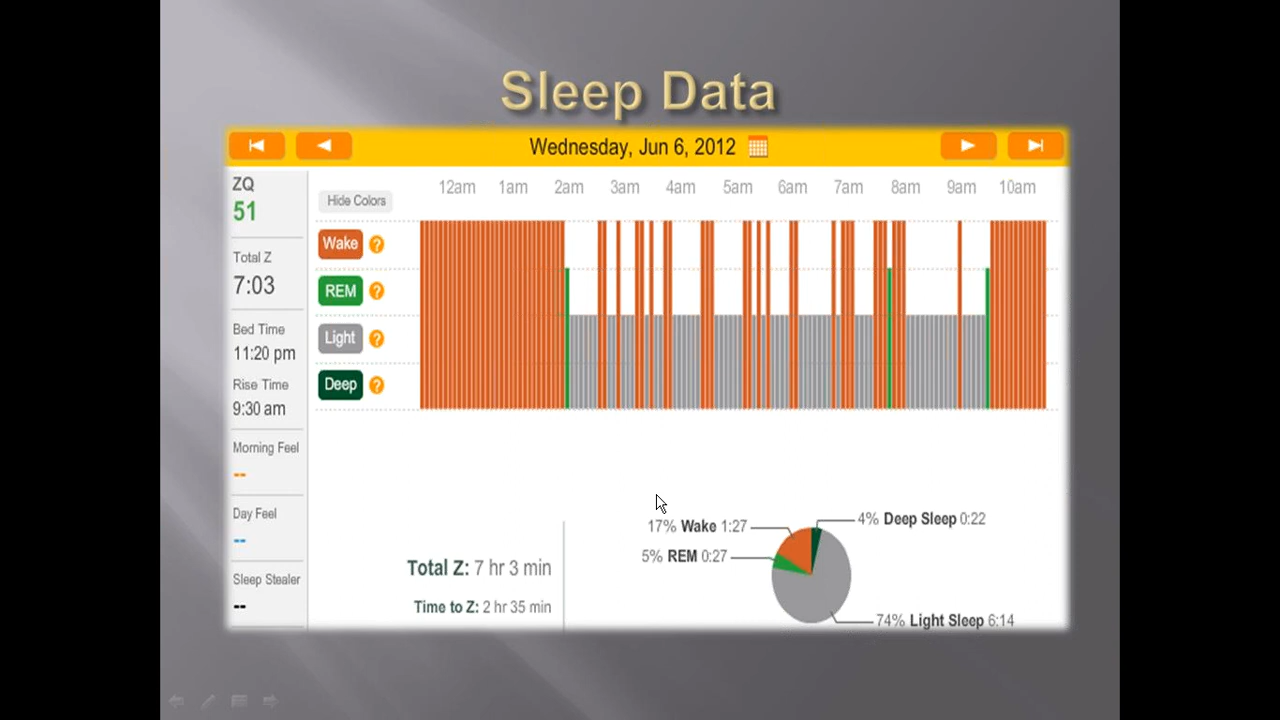 Sleep Data
Wednesday, Jun 6, 2012
ZQ
51
Total Z
7:03
Bed Time
11:20 pm
Rise Time
9:30 am
Morning Feel
--
Day Feel
--
Sleep Stealer
--
Hide Colors
12am 1am 2am 3am 4am 5am 6am 7am 8am 9am 10am
Wake ?
REM ?
Light ?
Deep ?
Total Z: 7 hr 3 min
Time to Z: 2 hr 35 min
17% Wake 1:27
5% REM 0:27
4% Deep Sleep 0:22
74% Light Sleep 6:14